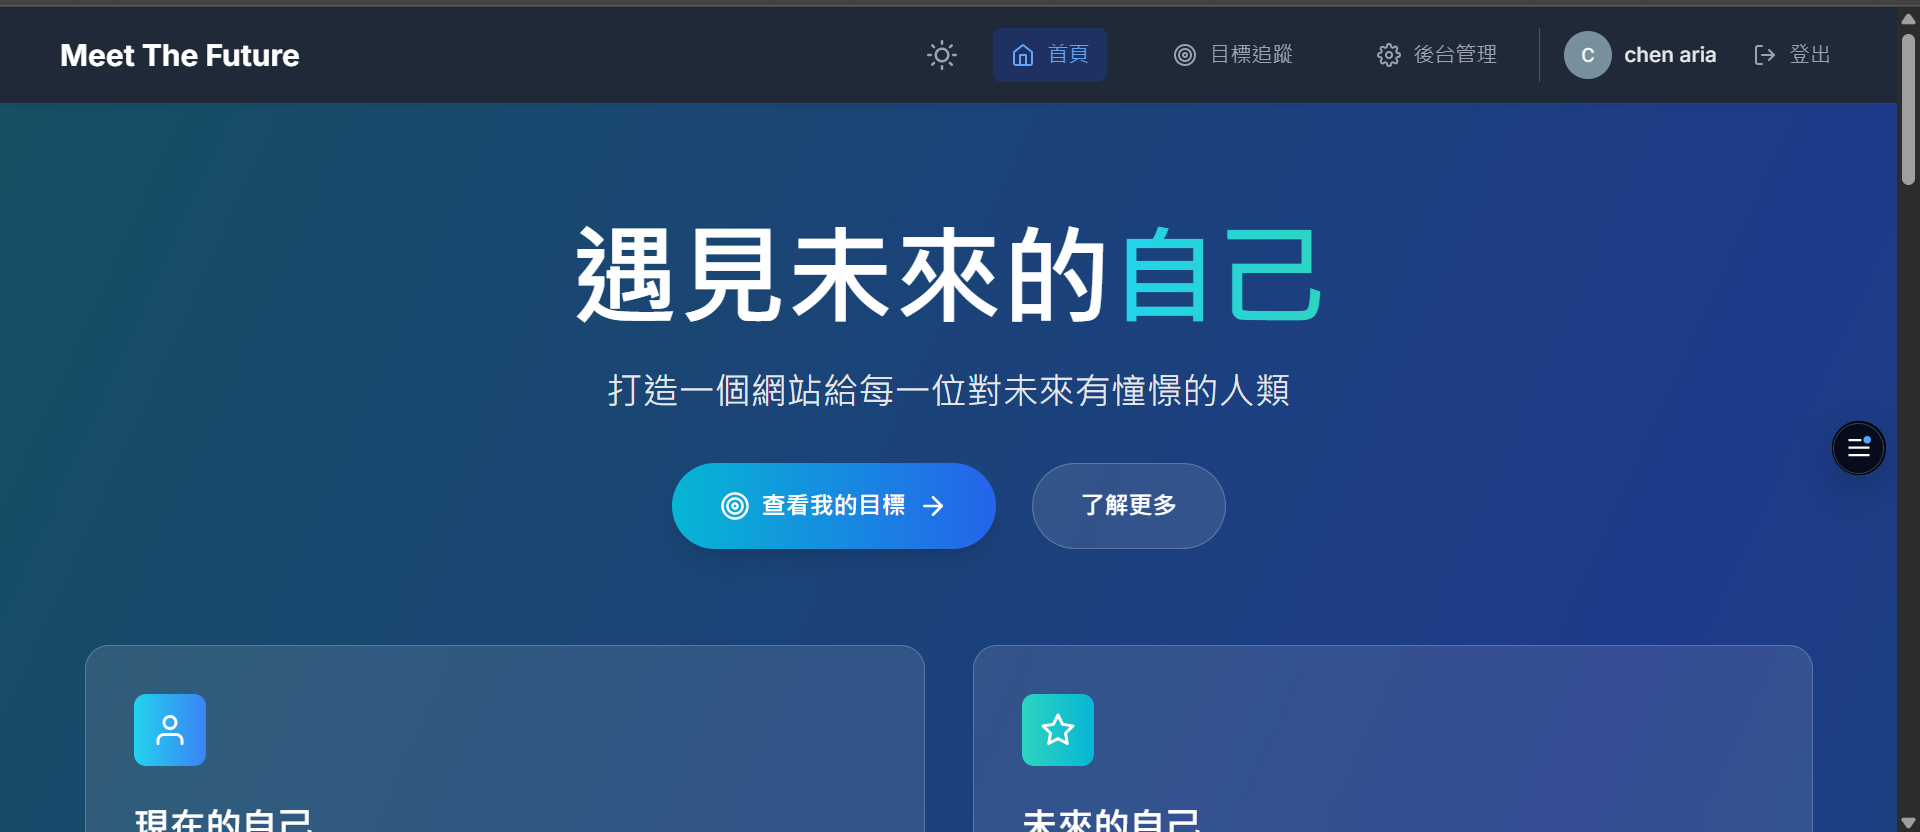 Meet The Future
首頁
目標追蹤
後台管理
C
chen aria
登出
遇見未來的自己
打造一個網站給每一位對未來有憧憬的人類
查看我的目標
了解更多
現在的自己
未來的自己